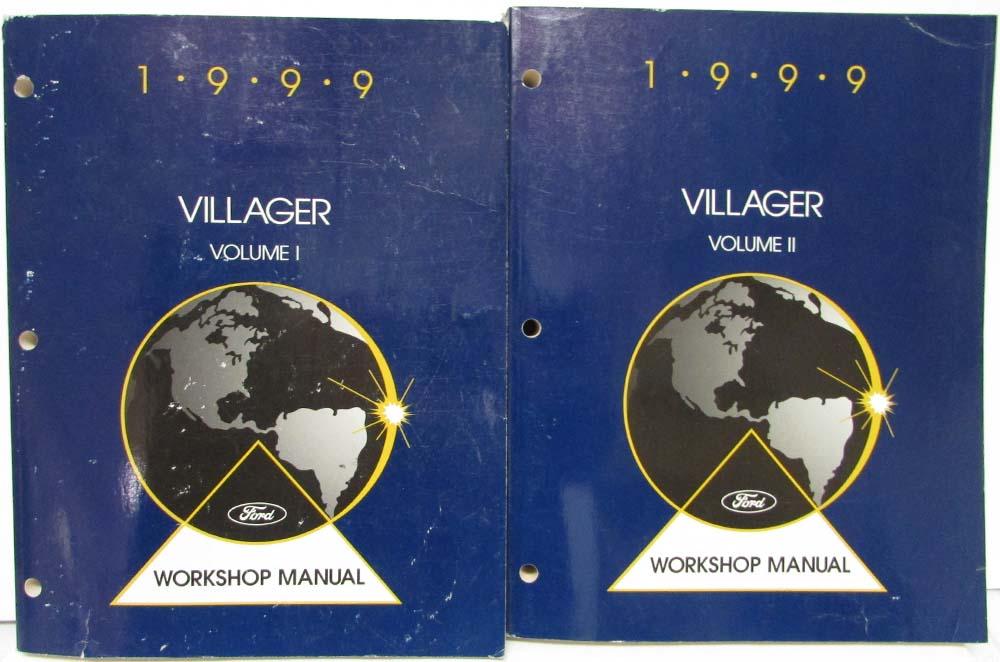 1 • 9 • 9 • 9
VILLAGER
VOLUME I
Ford
WORKSHOP MANUAL
1 • 9 • 9 • 9
VILLAGER
VOLUME II
Ford
WORKSHOP MANUAL